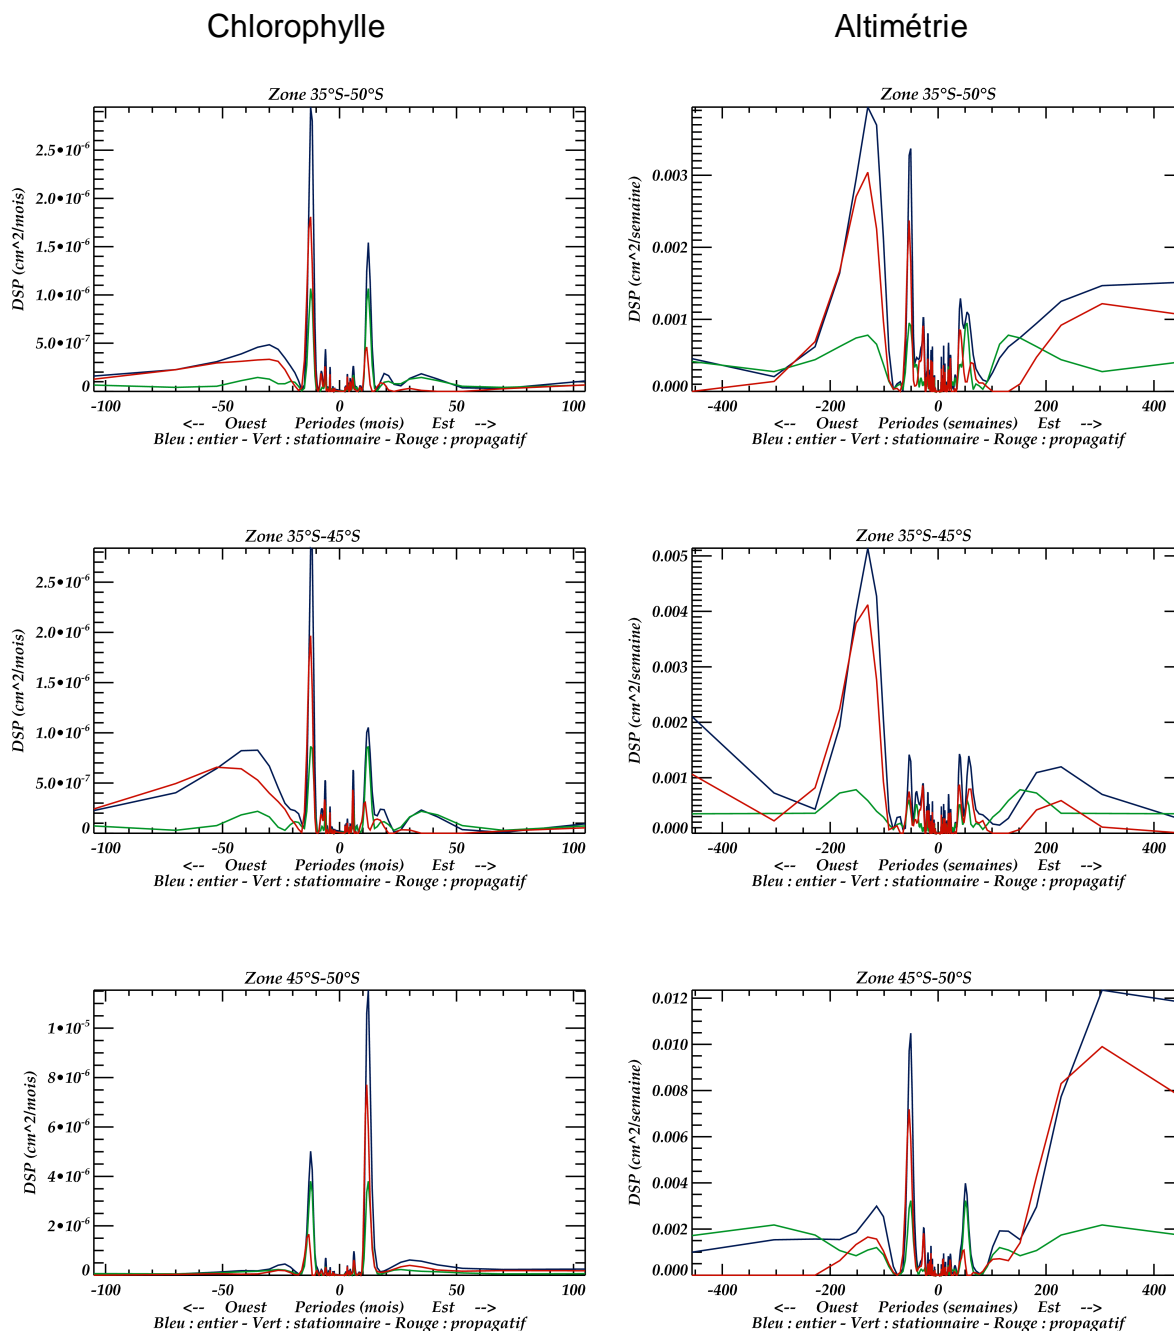 Chlorophylle
Altimétrie
Zone 35°S-50°S
DSP (cm^2/mois)
2.5•10-6
2.0•10-6
1.5•10-6
1.0•10-6
5.0•10-7
0
-100 -50 0 50 100
<-- Ouest Periodes (mois) Est -->
Bleu : entier - Vert : stationnaire - Rouge : propagatif
Zone 35°S-50°S
DSP (cm^2/semaine)
0.003
0.002
0.001
0.000
-400 -200 0 200 400
<-- Ouest Periodes (semaines) Est -->
Bleu : entier - Vert : stationnaire - Rouge : propagatif
Zone 35°S-45°S
DSP (cm^2/mois)
2.5•10-6
2.0•10-6
1.5•10-6
1.0•10-6
5.0•10-7
0
-100 -50 0 50 100
<-- Ouest Periodes (mois) Est -->
Bleu : entier - Vert : stationnaire - Rouge : propagatif
Zone 35°S-45°S
DSP (cm^2/semaine)
0.005
0.004
0.003
0.002
0.001
0.000
-400 -200 0 200 400
<-- Ouest Periodes (semaines) Est -->
Bleu : entier - Vert : stationnaire - Rouge : propagatif
Zone 45°S-50°S
DSP (cm^2/mois)
1•10-5
8•10-6
6•10-6
4•10-6
2•10-6
0
-100 -50 0 50 100
<-- Ouest Periodes (mois) Est -->
Bleu : entier - Vert : stationnaire - Rouge : propagatif
Zone 45°S-50°S
DSP (cm^2/semaine)
0.012
0.010
0.008
0.006
0.004
0.002
0.000
-400 -200 0 200 400
<-- Ouest Periodes (semaines) Est -->
Bleu : entier - Vert : stationnaire - Rouge : propagatif